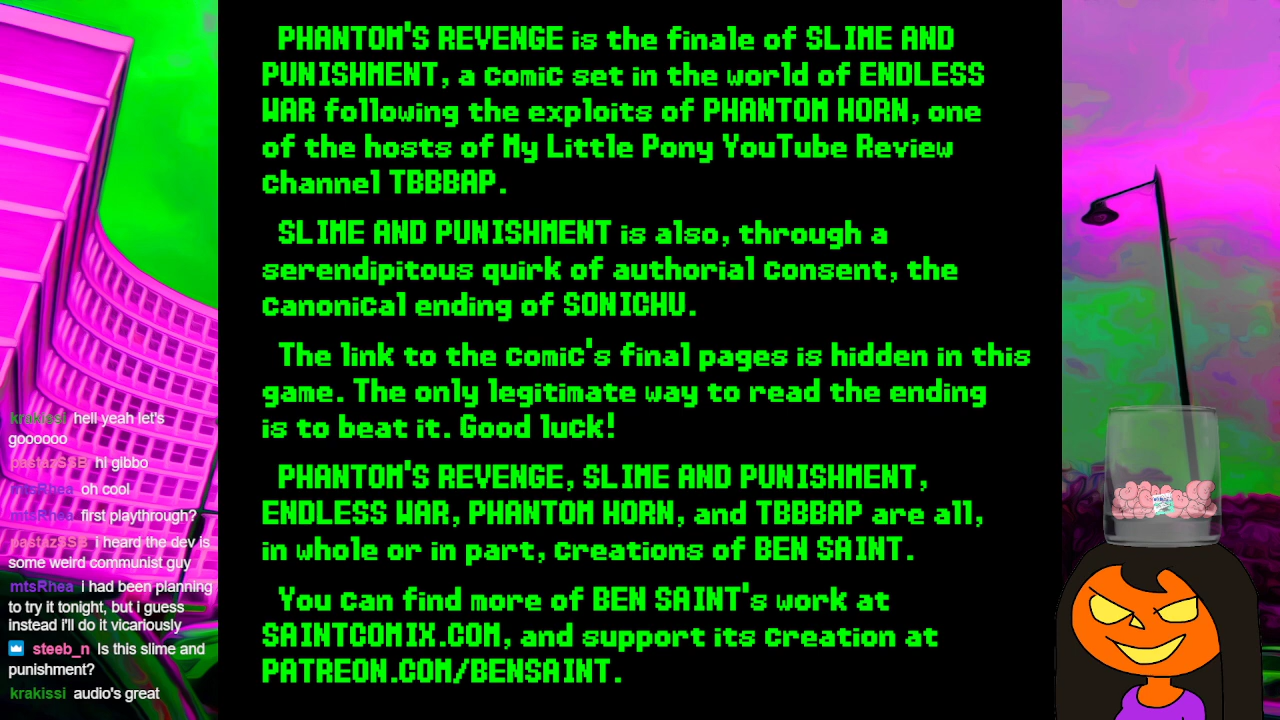 PHANTOM'S REVENGE is the finale of SLIME AND
PUNISHMENT, a comic set in the world of ENDLESS
WAR following the exploits of PHANTOM HORN, one
of the hosts of My Little Pony YouTube Review
Channel TBBBAP.
SLIME AND PUNISHMENT is also, through a
serendipitous quirk of authorial consent, the
canonical ending of SONICHU.
The link to the comic's final pages is hidden in this
game. The only legitimate way to read the ending
is to beat it. Good luck!
PHANTOM'S REVENGE, SLIME AND PUNISHMENT,
ENDLESS WAR, PHANTOM HORN, and TBBBAP are all,
in whole or in part, creations of BEN SAINT.
You can find more of BEN SAINT's work at
SAINTCOMIX.COM, and support its creation at
PATREON.COM/BENSAINT.
krakissi hell yeah let's
goooooo
pastazSSB hi gibbo
mtsRhea oh cool
mtsRhea first playthrough?
pastazSSB i heard the dev is
some weird communist guy
mtsRhea i had been planning
to try it tonight, but i guess
instead i'll do it vicariously
steeb_n Is this slime and
punishment?
krakissi audio's great